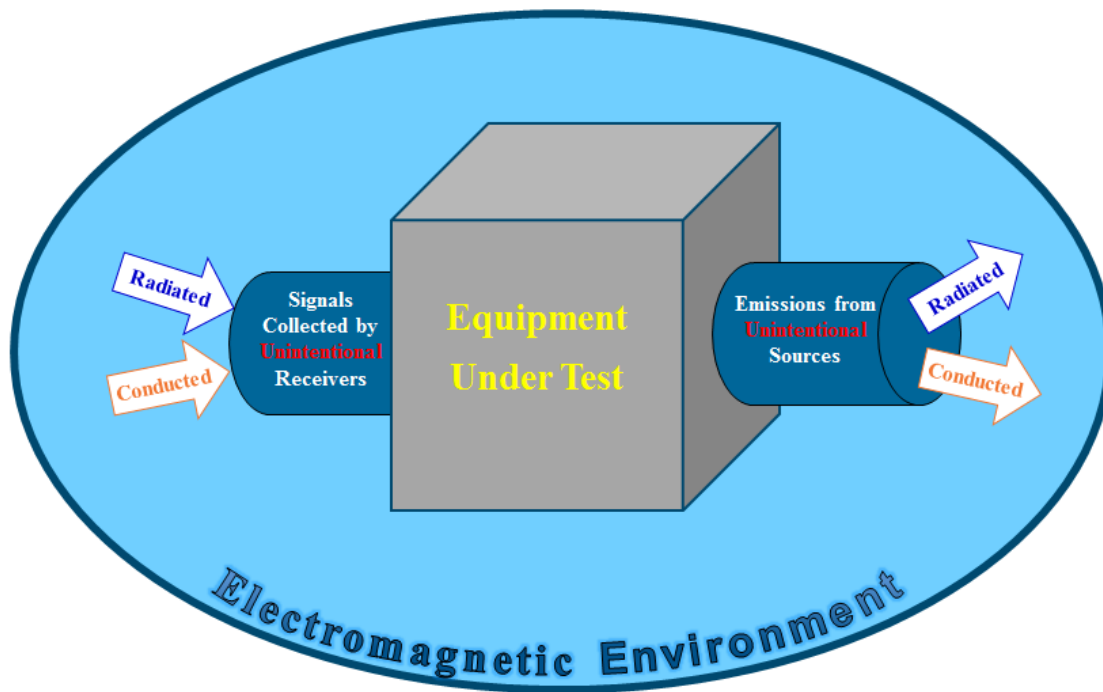 Radiated
Conducted
Signals
Collected by
Unintentional
Receivers
Equipment
Under Test
Emissions from
Unintentional
Sources
Radiated
Conducted
Electromagnetic Environment